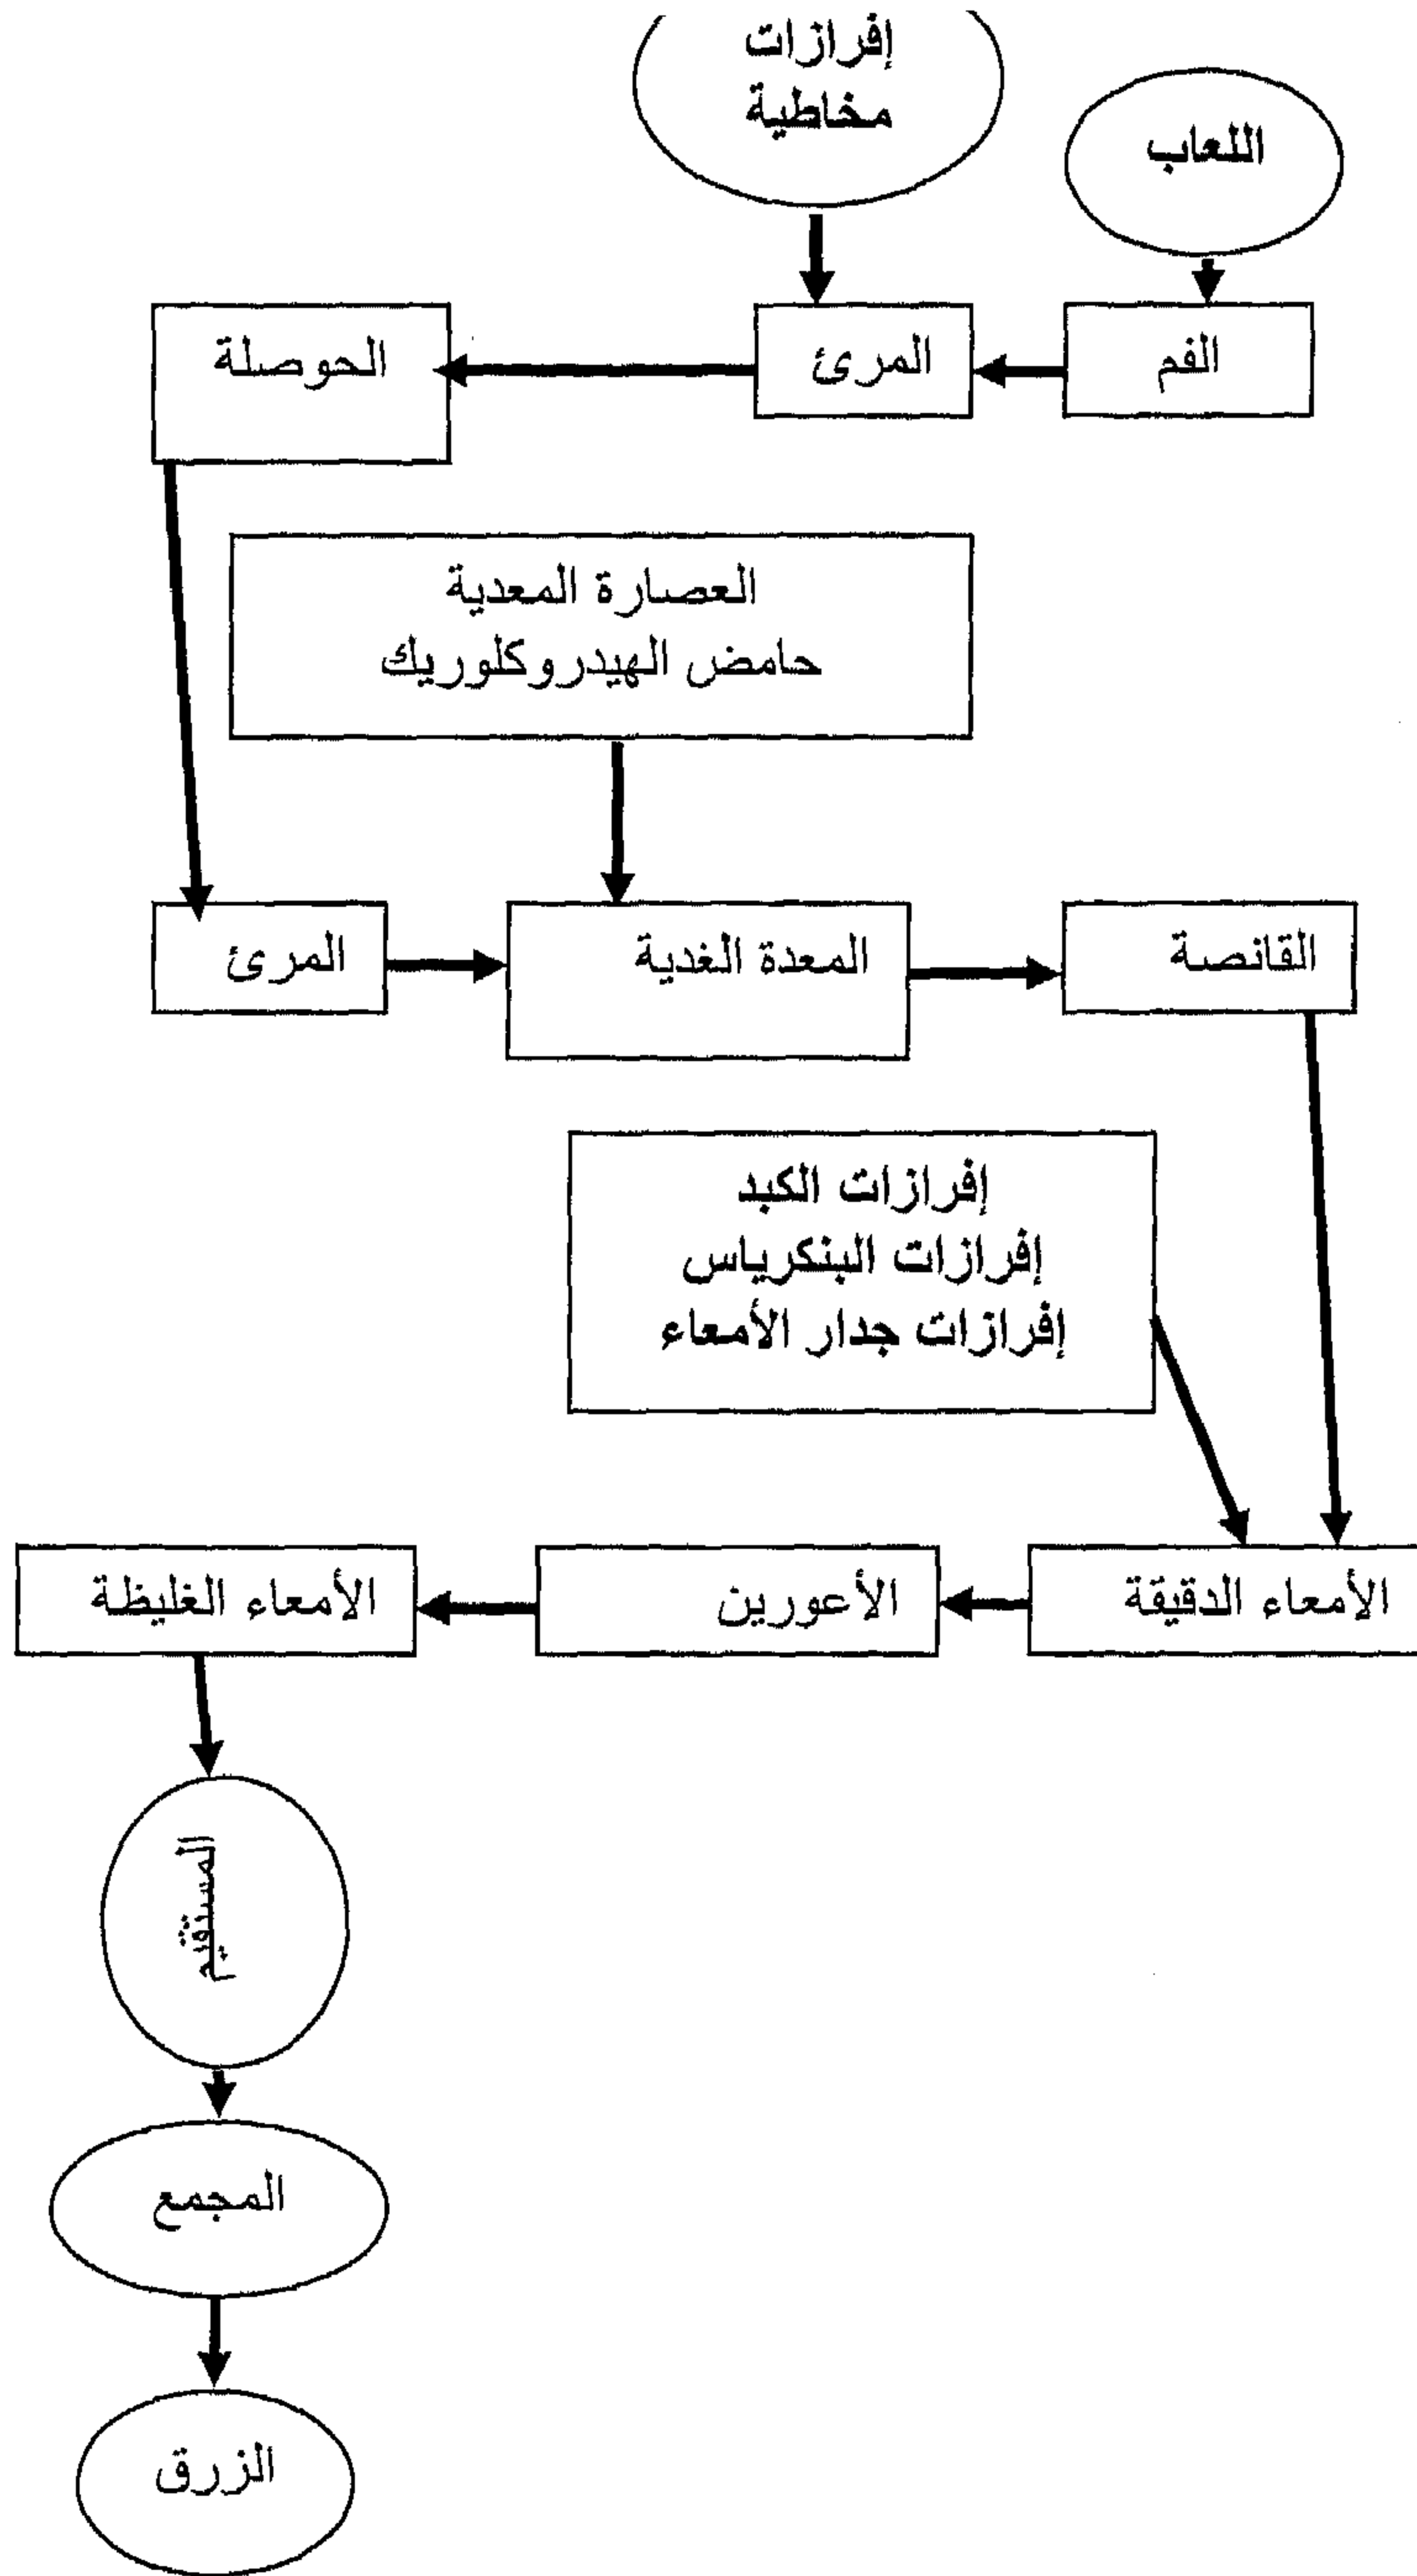 إفرازات
مخاطية
اللعاب
الفم
المرئ
الحوصلة
العصارة المعدية
حامض الهيدروكلوريك
المرئ
المعدة الغدية
القانصة
إفرازات الكبد
إفرازات البنكرياس
إفرازات جدار الأمعاء
الأمعاء الدقيقة
الأعورين
الأمعاء الغليظة
المستقيم
المجمع
الزرق